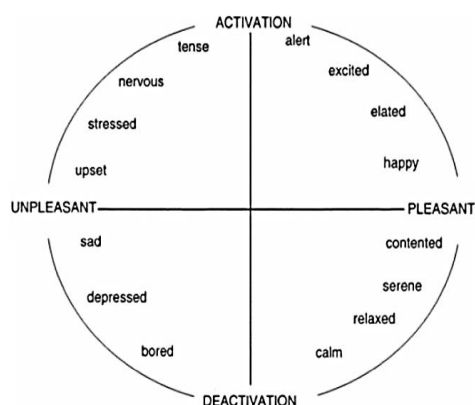 ACTIVATION
tense
alert
nervous
excited
stressed
elated
upset
happy
UNPLEASANT
PLEASANT
sad
contented
depressed
serene
relaxed
bored
calm
DEACTIVATION